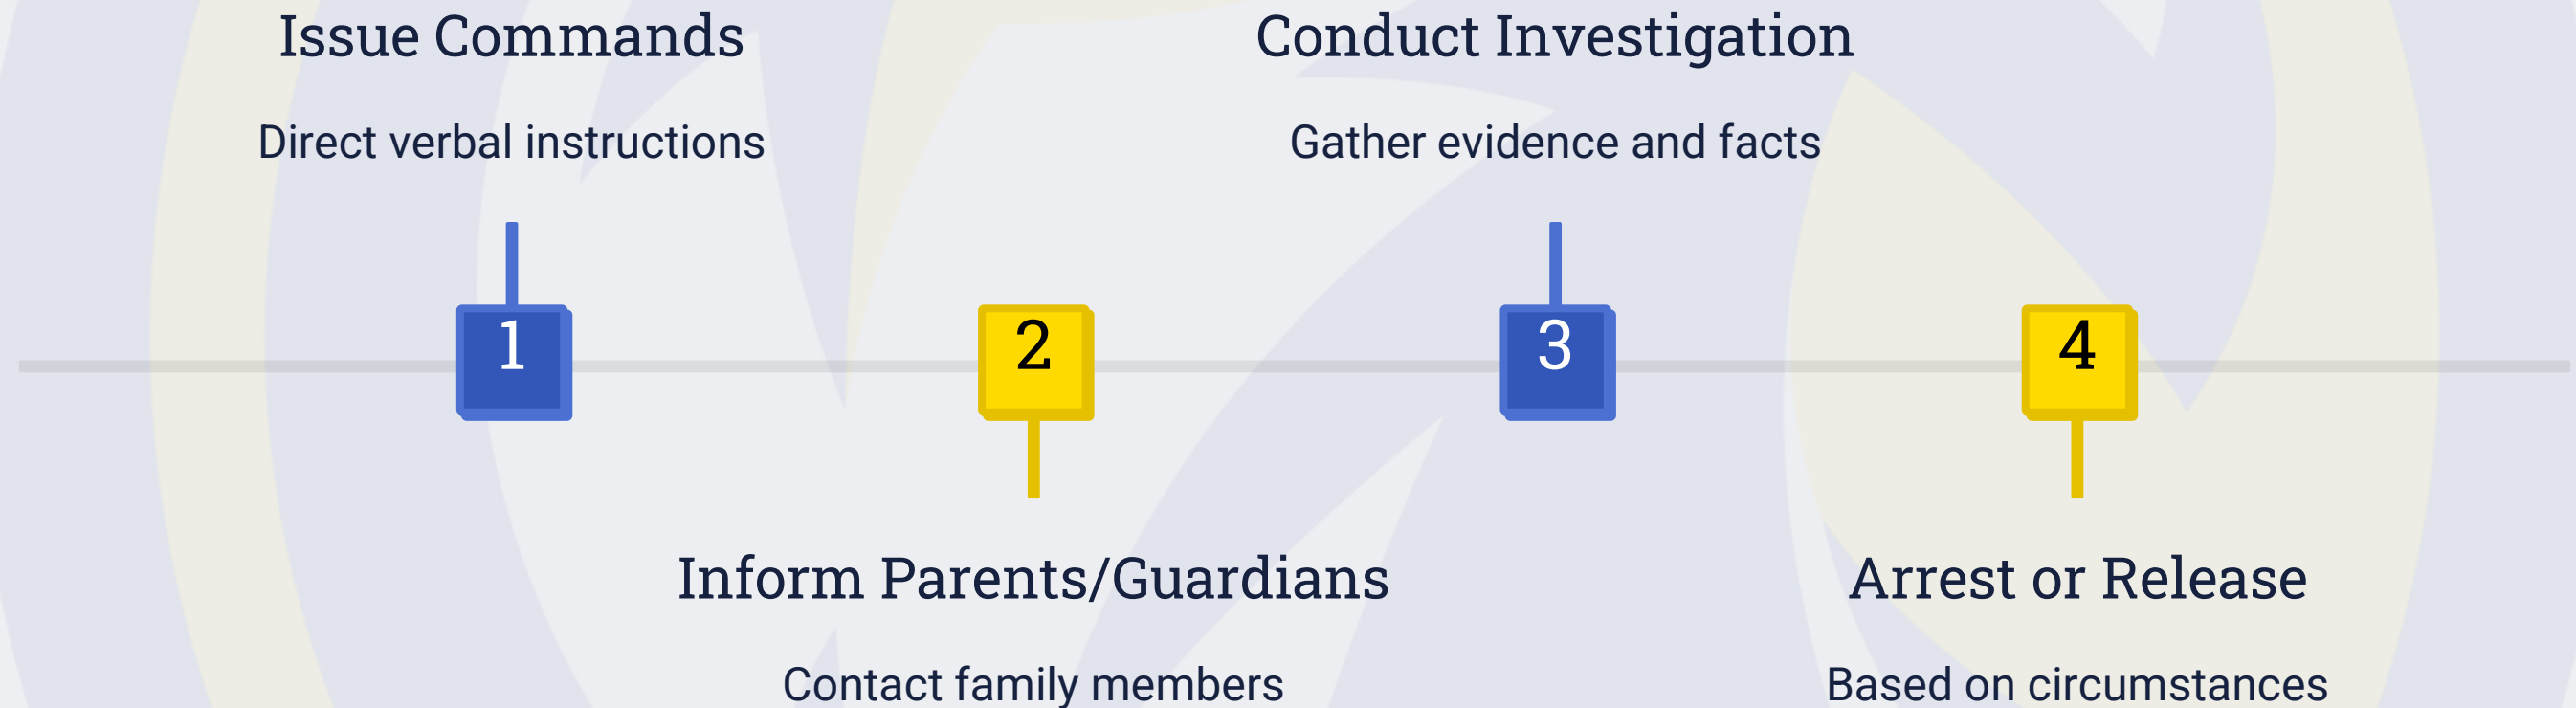 Issue Commands
Direct verbal instructions
1
2
Inform Parents/Guardians
Contact family members
Conduct Investigation
Gather evidence and facts
3
4
Arrest or Release
Based on circumstances